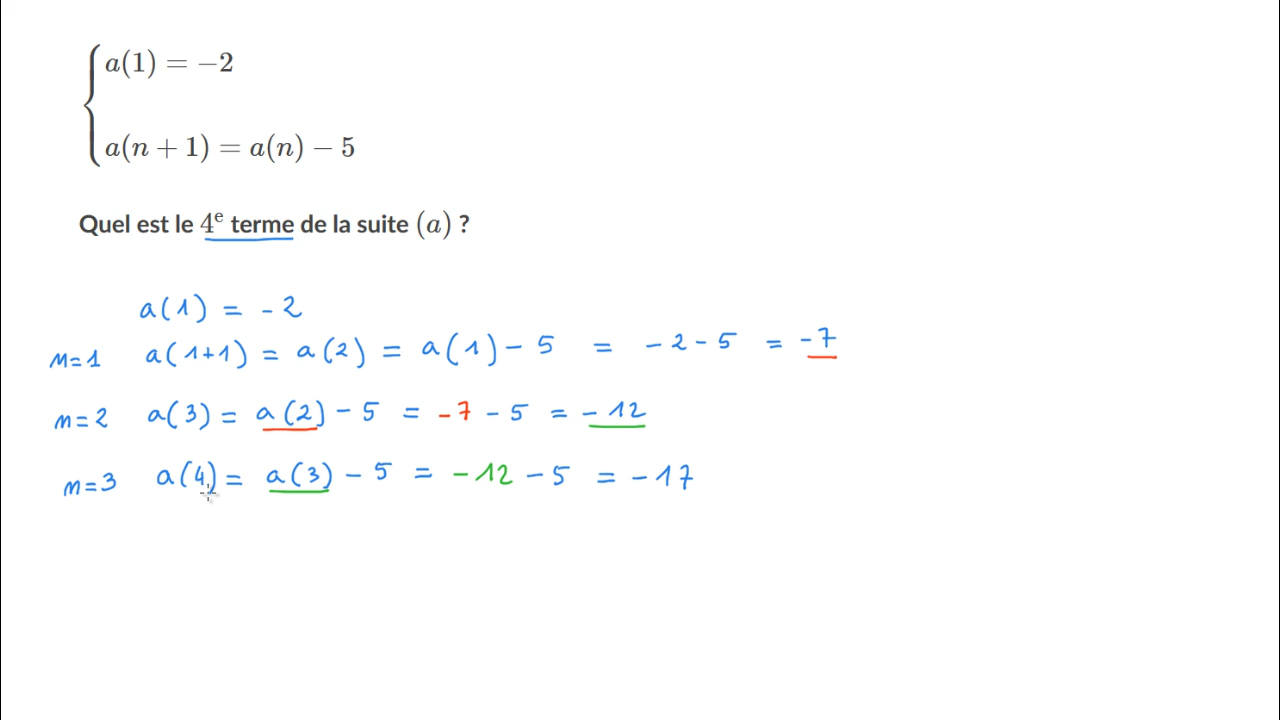 a(1) = −2
a(n + 1) = a(n) − 5
Quel est le 4ᵉ terme de la suite (a) ?
a(1) = -2
n=1 a(1+1) = a(2) = a(1) - 5 = -2-5 = -7
n=2 a(3) = a(2) - 5 = -7 - 5 = -12
n=3 a(4) = a(3) - 5 = -12 - 5 = -17